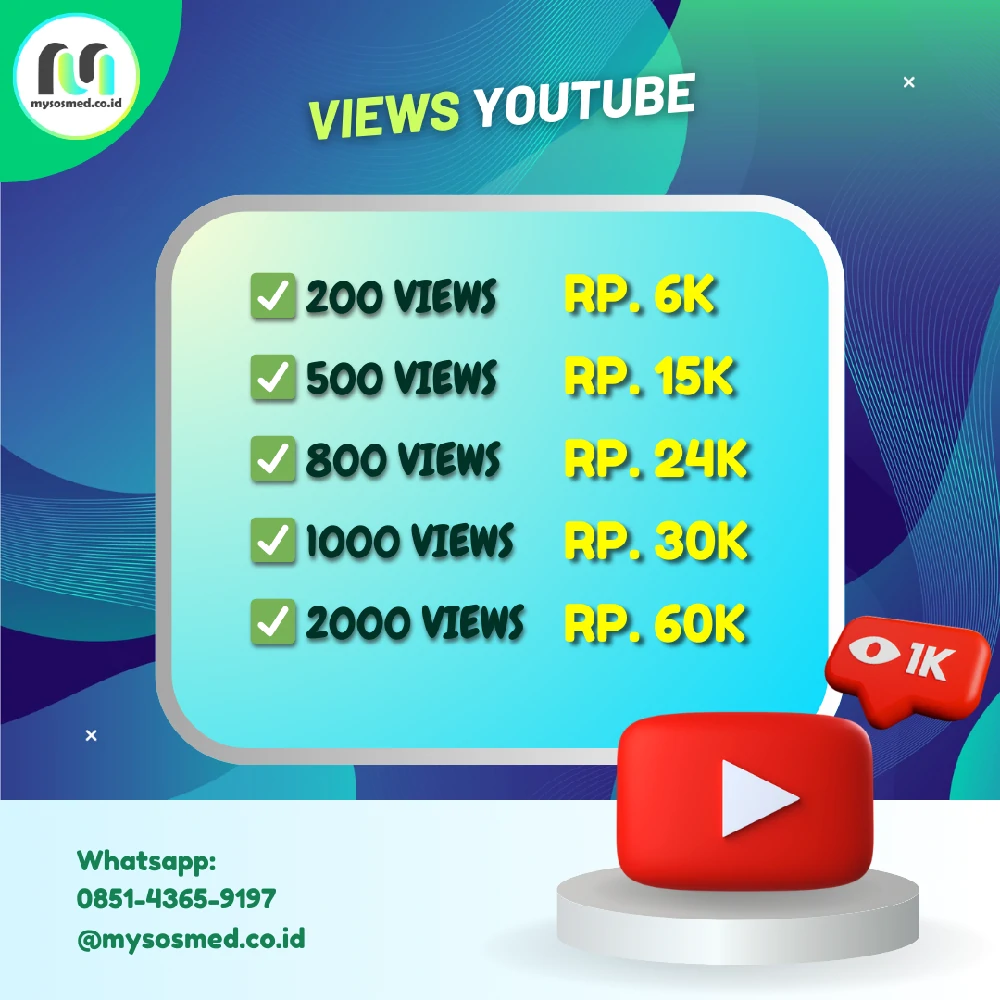 mysosmed.co.id
VIEWS YOUTUBE
200 VIEWS RP. 6K
500 VIEWS RP. 15K
800 VIEWS RP. 24K
1000 VIEWS RP. 30K
2000 VIEWS RP. 60K
1K
Whatsapp:
0851-4365-9197
@mysosmed.co.id